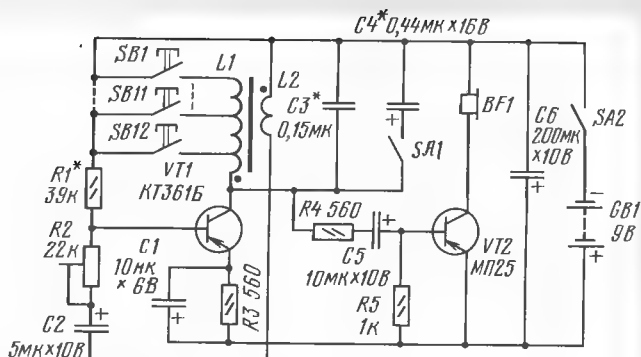 C4* 0,44мк×16В
SB1
L1
L2
SB11
C3*
0,15мк
BF1
C6
200мк
×10В
SA2
SB12
SA1
VT1
КТ361Б
R1*
39к
R4 560
GB1
9В
R2
22к
C1
10мк
×6В
C5
10мк×10В
VT2
МП25
R3 560
R5
1к
C2
5мк×10В